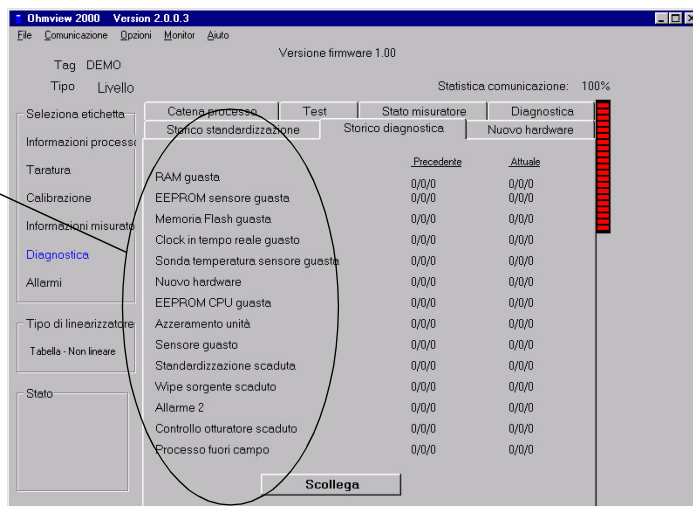 Ohmview 2000 Version 2.0.0.3
File Comunicazione Opzioni Monitor Aiuto
Versione firmware 1.00
Tag DEMO
Tipo Livello
Statistica comunicazione: 100%
Seleziona etichetta
Informazioni processo
Taratura
Calibrazione
Informazioni misurato
Diagnostica
Allarmi
Tipo di linearizzatore
Tabella - Non lineare
Stato
Catena processo Test Stato misuratore Diagnostica
Storico standardizzazione Storico diagnostica Nuovo hardware
Precedente Attuale
RAM guasta 0/0/0 0/0/0
EEPROM sensore guasta 0/0/0 0/0/0
Memoria Flash guasta 0/0/0 0/0/0
Clock in tempo reale guasto 0/0/0 0/0/0
Sonda temperatura sensore guasta 0/0/0 0/0/0
Nuovo hardware 0/0/0 0/0/0
EEPROM CPU guasta 0/0/0 0/0/0
Azzeramento unità 0/0/0 0/0/0
Sensore guasto 0/0/0 0/0/0
Standardizzazione scaduta 0/0/0 0/0/0
Wipe sorgente scaduto 0/0/0 0/0/0
Allarme 2 0/0/0 0/0/0
Controllo otturatore scaduto 0/0/0 0/0/0
Processo fuori campo 0/0/0 0/0/0
Scollega